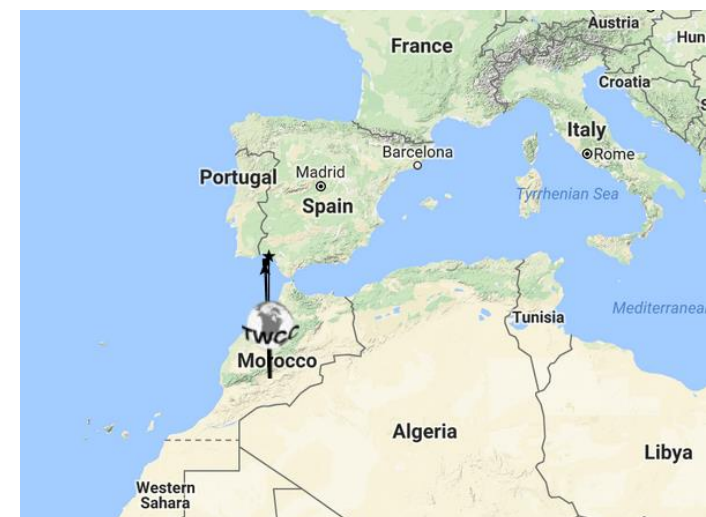 Austria
Hun
France
Croatia
Italy
Rome
Barcelona
Portugal
Madrid
Spain
Tyrrhenian Sea
Mediterranea
Tunisia
TWCC
Morocco
Algeria
Libya
Western
Sahara